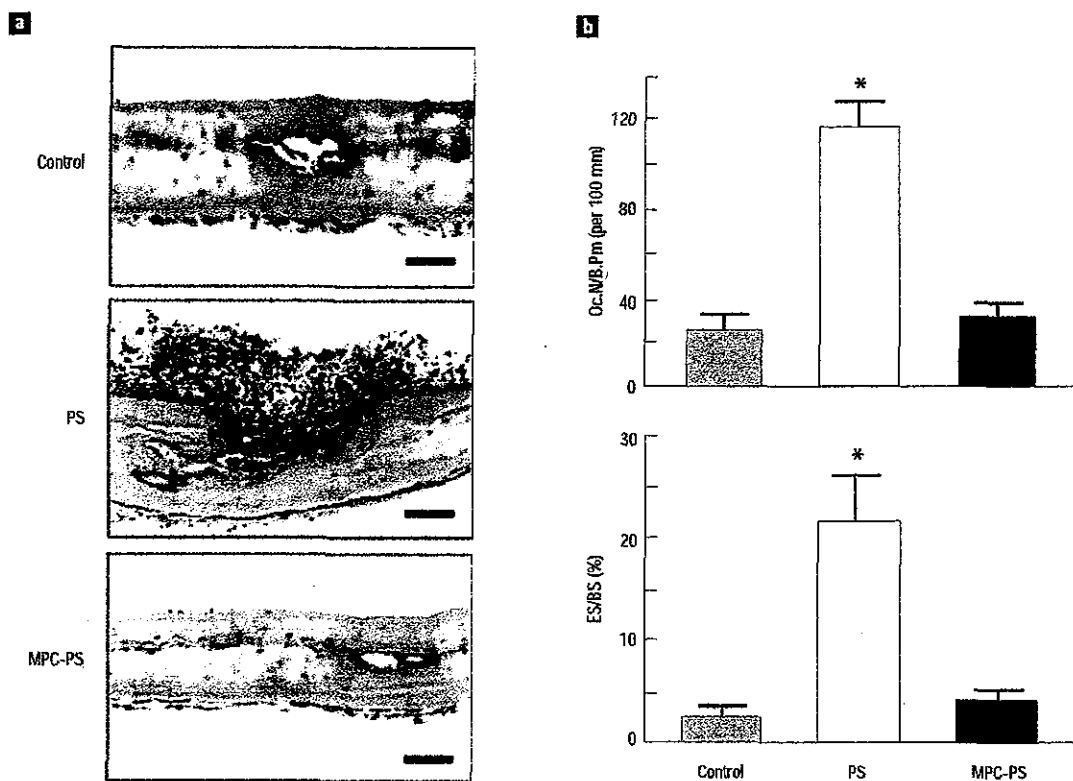 a
Control
PS
MPC-PS
b
Oc.N/B.Pm (per 100 mm)
120
80
40
0
*
ES/BS (%)
30
20
10
0
*
Control PS MPC-PS